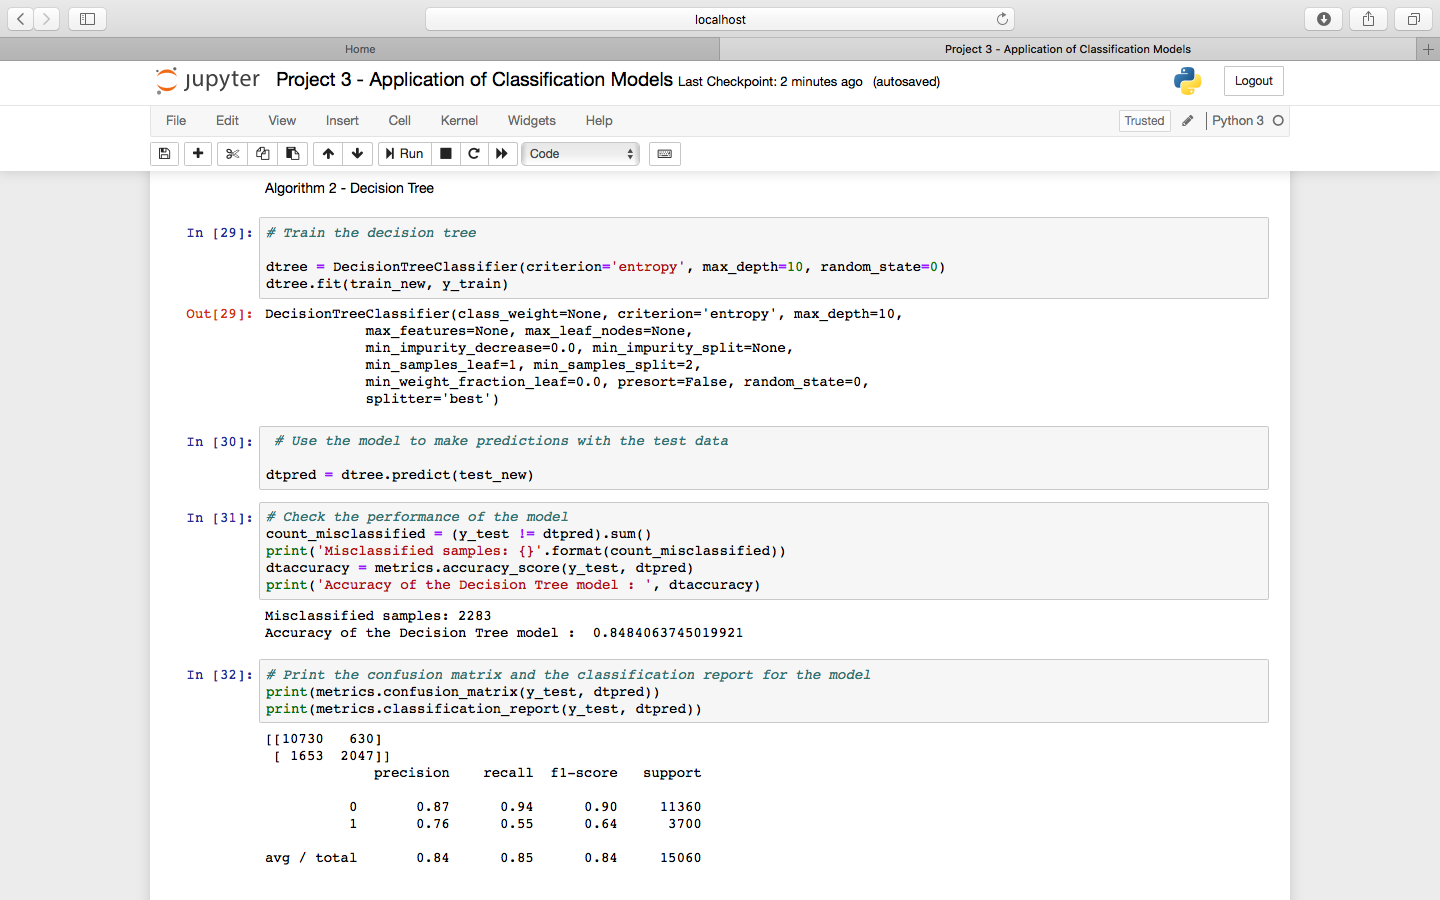 localhost
Home
Project 3 - Application of Classification Models
jupyter Project 3 - Application of Classification Models Last Checkpoint: 2 minutes ago (autosaved)
Logout
File Edit View Insert Cell Kernel Widgets Help
Trusted Python 3
Run Code
Algorithm 2 - Decision Tree
In [29]: # Train the decision tree
dtree = DecisionTreeClassifier(criterion='entropy', max_depth=10, random_state=0)
dtree.fit(train_new, y_train)
Out[29]: DecisionTreeClassifier(class_weight=None, criterion='entropy', max_depth=10,
max_features=None, max_leaf_nodes=None,
min_impurity_decrease=0.0, min_impurity_split=None,
min_samples_leaf=1, min_samples_split=2,
min_weight_fraction_leaf=0.0, presort=False, random_state=0,
splitter='best')
In [30]: # Use the model to make predictions with the test data
dtpred = dtree.predict(test_new)
In [31]: # Check the performance of the model
count_misclassified = (y_test != dtpred).sum()
print('Misclassified samples: {}'.format(count_misclassified))
dtaccuracy = metrics.accuracy_score(y_test, dtpred)
print('Accuracy of the Decision Tree model : ', dtaccuracy)
Misclassified samples: 2283
Accuracy of the Decision Tree model :  0.8484063745019921
In [32]: # Print the confusion matrix and the classification report for the model
print(metrics.confusion_matrix(y_test, dtpred))
print(metrics.classification_report(y_test, dtpred))
[[10730   630]
[ 1653  2047]]
precision recall f1-score support
0 0.87 0.94 0.90 11360
1 0.76 0.55 0.64 3700
avg / total 0.84 0.85 0.84 15060